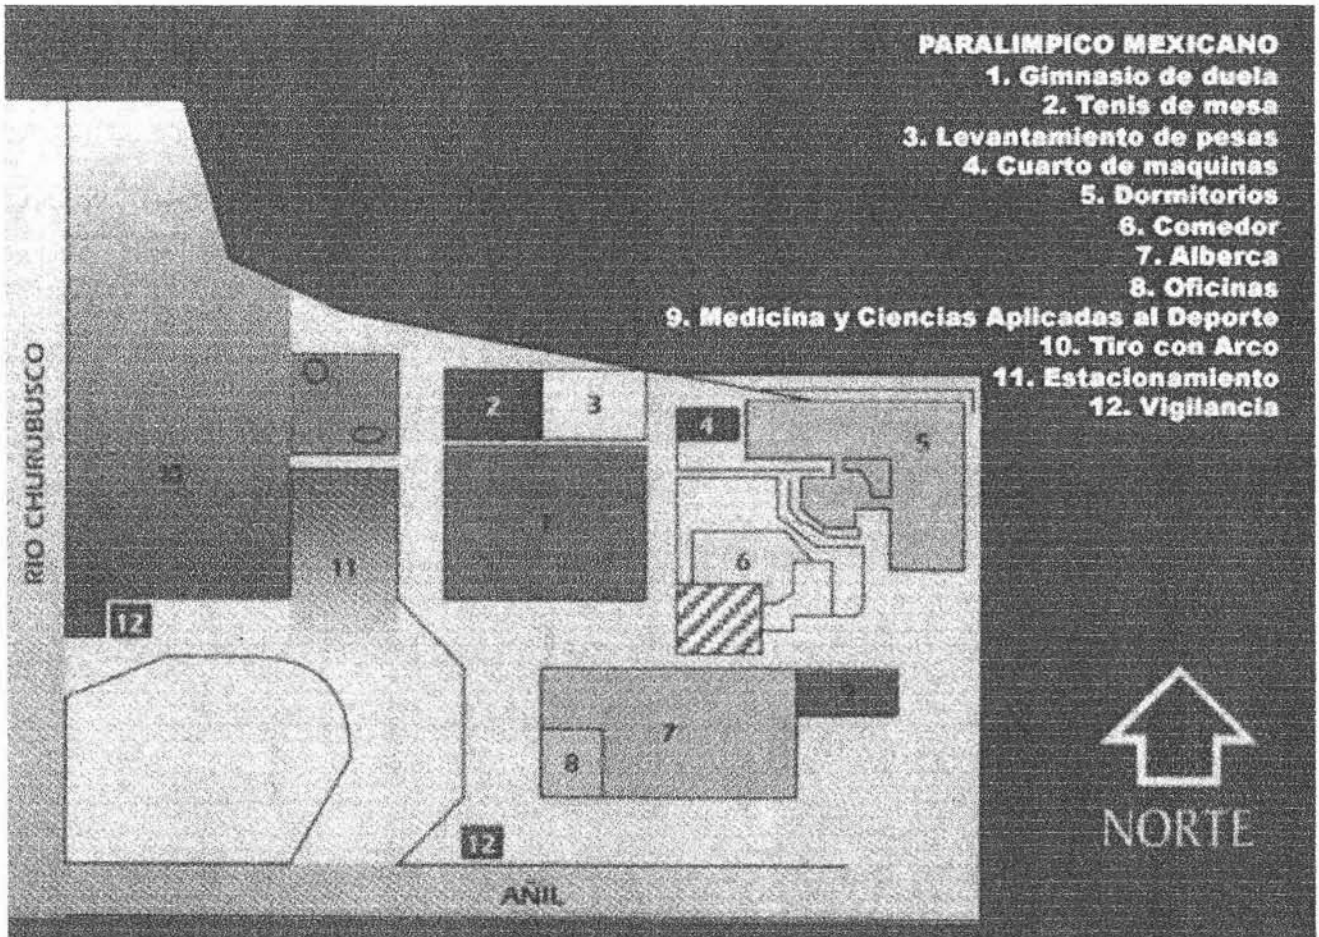 PARALIMPICO MEXICANO
1. Gimnasio de duela
2. Tenis de mesa
3. Levantamiento de pesas
4. Cuarto de maquinas
5. Dormitorios
6. Comedor
7. Alberca
8. Oficinas
9. Medicina y Ciencias Aplicadas al Deporte
10. Tiro con Arco
11. Estacionamiento
12. Vigilancia
RIO CHURUBUSCO
2
3
4
5
1
11
6
12
9
7
8
12
AÑIL
NORTE